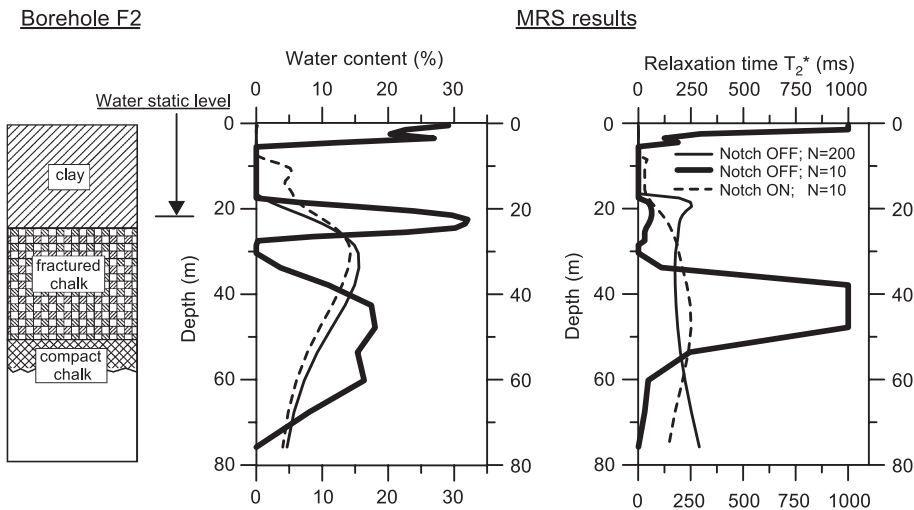 Borehole F2
MRS results
Water static level
clay
fractured
chalk
compact
chalk
Water content (%)
0 10 20 30
0
20
40
60
80
Depth (m)
0
20
40
60
80
0 10 20 30
Relaxation time T2* (ms)
0 250 500 750 1000
0
20
40
60
80
Depth (m)
Notch OFF; N=200
Notch OFF; N=10
Notch ON; N=10
0
20
40
60
80
0 250 500 750 1000